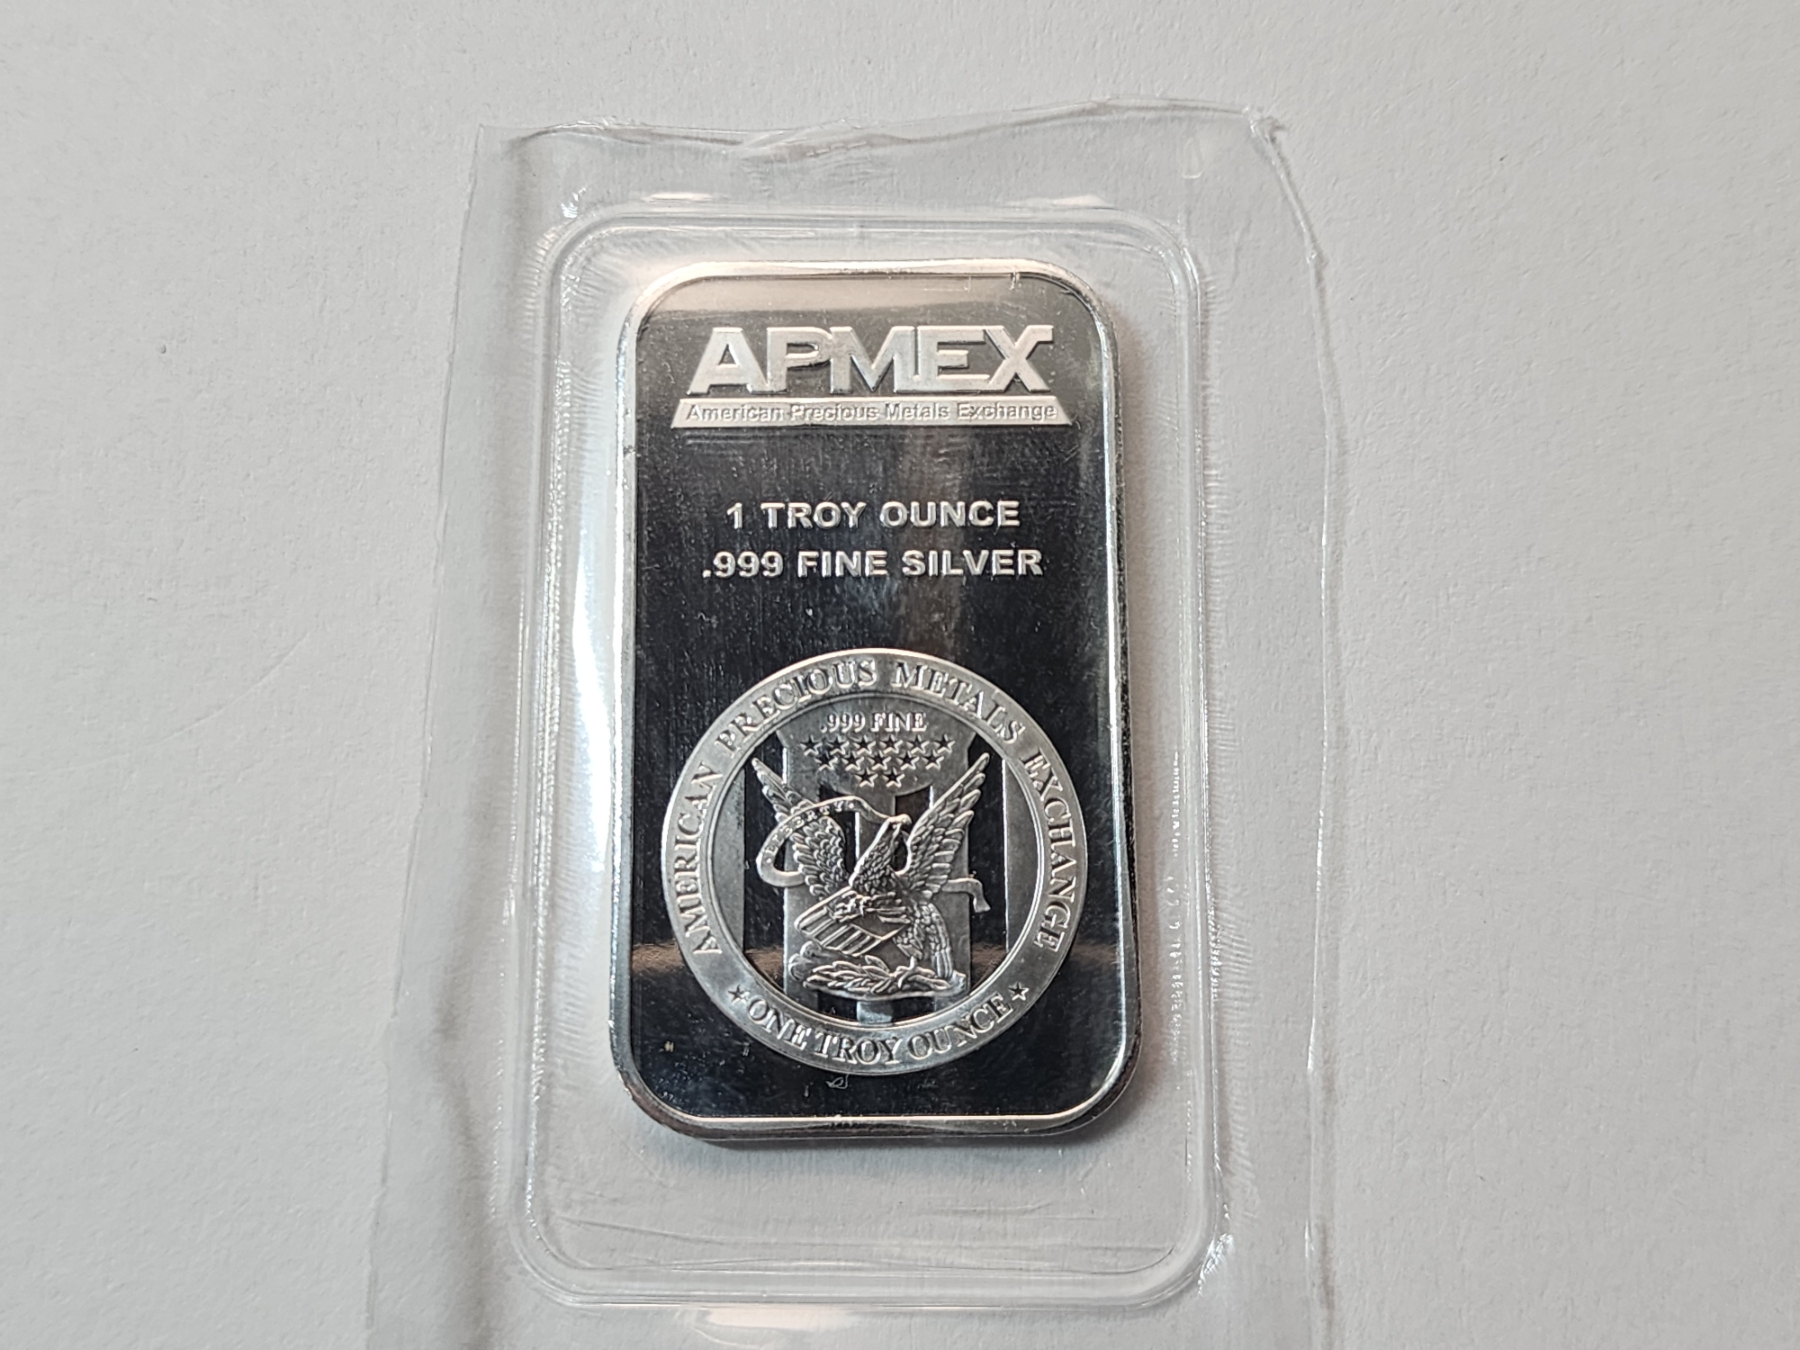 APMEX
American Precious Metals Exchange
1 TROY OUNCE
.999 FINE SILVER
AMERICAN PRECIOUS METALS EXCHANGE
.999 FINE
LIBERTY
ONE TROY OUNCE